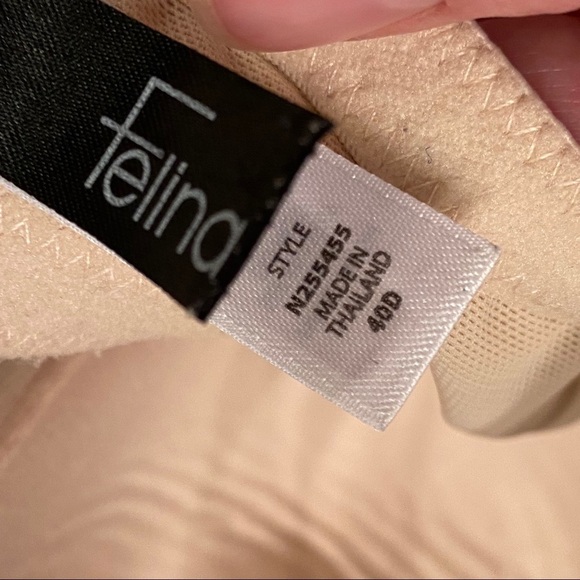 Felina
STYLE
N255455
MADE IN
THAILAND
40D